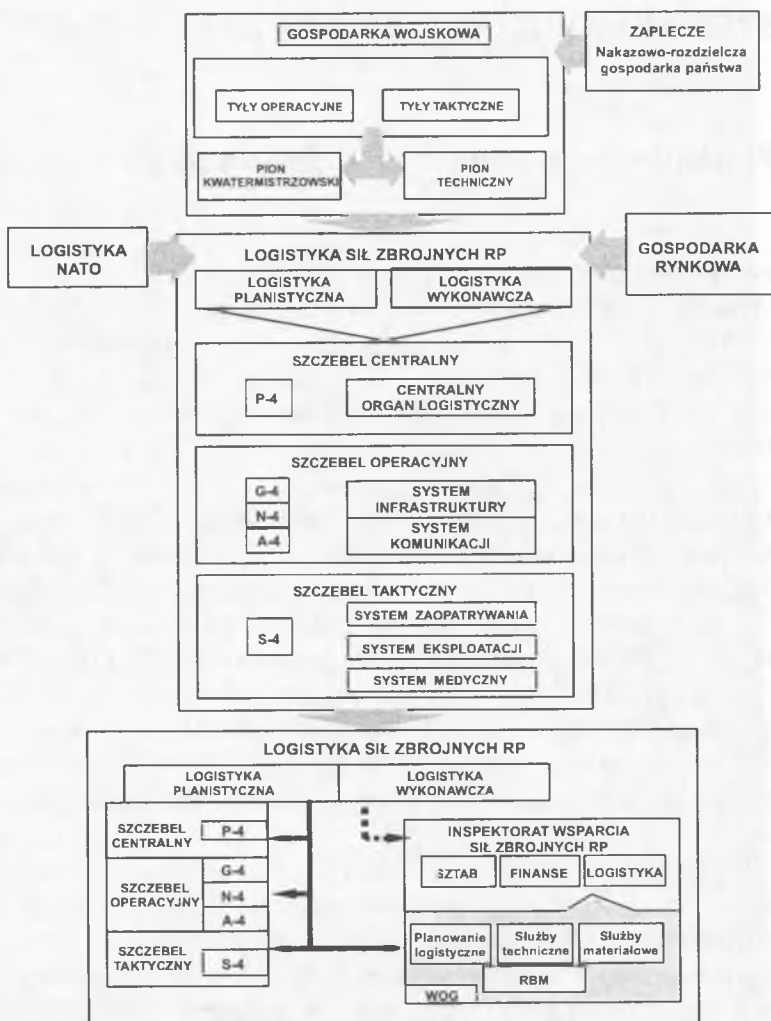 GOSPODARKA WOJSKOWA
ZAPLECZE
Nakazowo-rozdzielcza
gospodarka państwa
TYŁY OPERACYJNE
TYŁY TAKTYCZNE
PION
KWATERMISTRZOWSKI
PION
TECHNICZNY
LOGISTYKA
NATO
LOGISTYKA SIŁ ZBROJNYCH RP
GOSPODARKA
RYNKOWA
LOGISTYKA
PLANISTYCZNA
LOGISTYKA
WYKONAWCZA
SZCZEBEL CENTRALNY
P-4
CENTRALNY
ORGAN LOGISTYCZNY
SZCZEBEL OPERACYJNY
G-4
N-4
A-4
SYSTEM
INFRASTRUKTURY
SYSTEM
KOMUNIKACJI
SZCZEBEL TAKTYCZNY
S-4
SYSTEM ZAOPATRYWANIA
SYSTEM EKSPLOATACJI
SYSTEM MEDYCZNY
LOGISTYKA SIŁ ZBROJNYCH RP
LOGISTYKA
PLANISTYCZNA
LOGISTYKA
WYKONAWCZA
SZCZEBEL
CENTRALNY
P-4
SZCZEBEL
OPERACYJNY
G-4
N-4
A-4
SZCZEBEL
TAKTYCZNY
S-4
INSPEKTORAT WSPARCIA
SIŁ ZBROJNYCH RP
SZTAB
FINANSE
LOGISTYKA
Planowanie
logistyczne
Służby
techniczne
Służby
materiałowe
RBM
WOG